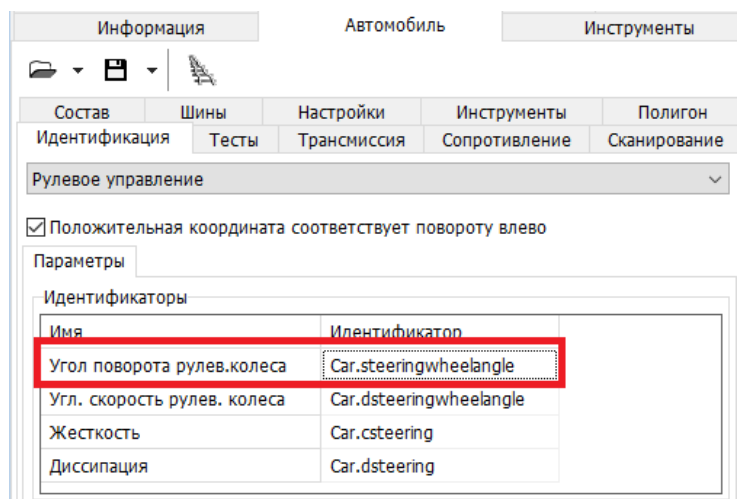 Информация Автомобиль Инструменты
Состав Шины Настройки Инструменты Полигон
Идентификация Тесты Трансмиссия Сопротивление Сканирование
Рулевое управление
Положительная координата соответствует повороту влево
Параметры
Идентификаторы
Имя Идентификатор
Угол поворота рулев.колеса Car.steeringwheelangle
Угл. скорость рулев. колеса Car.dsteeringwheelangle
Жесткость Car.csteering
Диссипация Car.dsteering